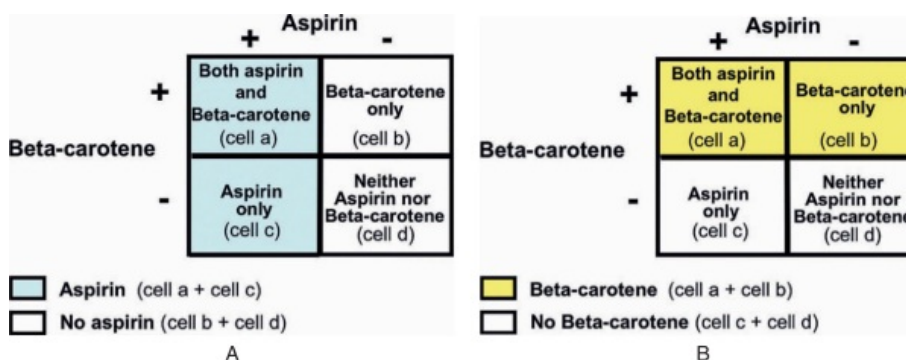 Aspirin
+ -
+
Both aspirin
and
Beta-carotene
(cell a)
Beta-carotene
only
(cell b)
Beta-carotene
-
Aspirin
only
(cell c)
Neither
Aspirin nor
Beta-carotene
(cell d)
Aspirin (cell a + cell c)
No aspirin (cell b + cell d)
A
Aspirin
+ -
+
Both aspirin
and
Beta-carotene
(cell a)
Beta-carotene
only
(cell b)
Beta-carotene
-
Aspirin
only
(cell c)
Neither
Aspirin nor
Beta-carotene
(cell d)
Beta-carotene (cell a + cell b)
No Beta-carotene (cell c + cell d)
B